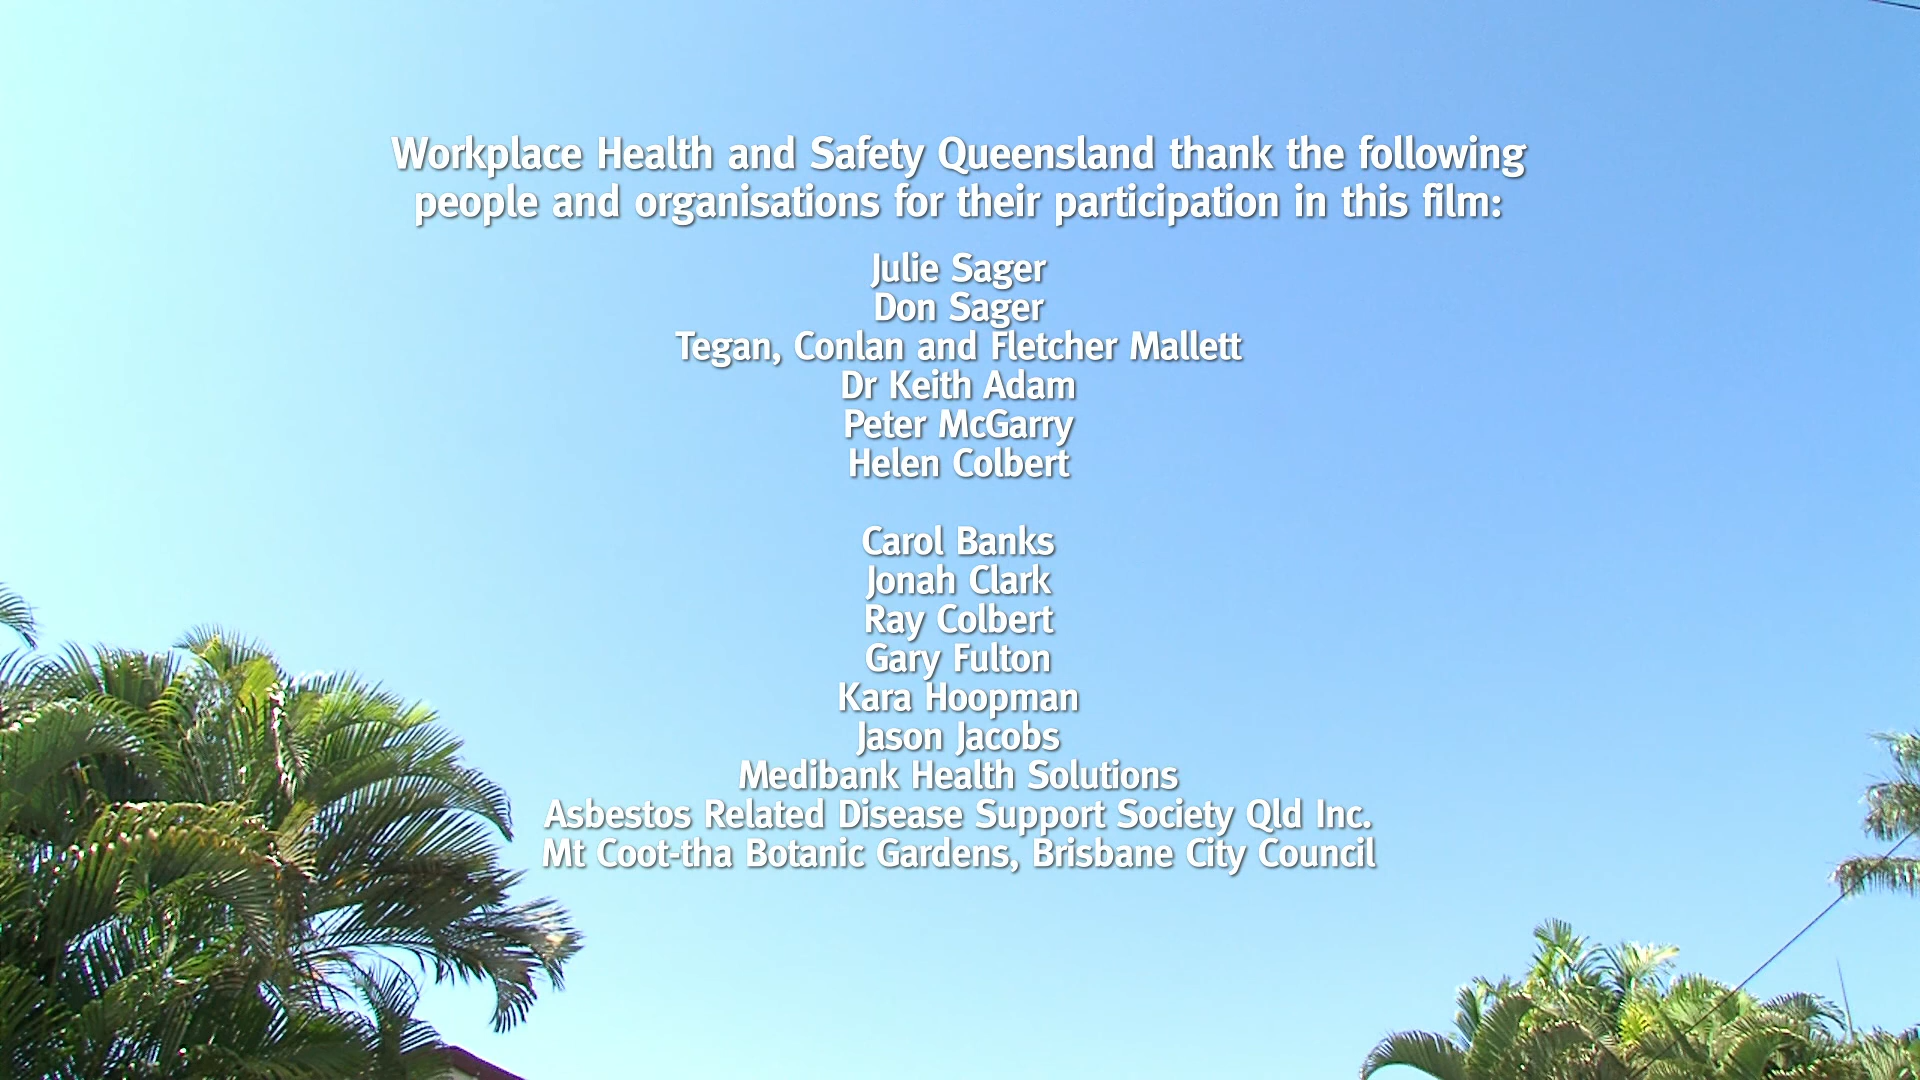 Workplace Health and Safety Queensland thank the following
people and organisations for their participation in this film:
Julie Sager
Don Sager
Tegan, Conlan and Fletcher Mallett
Dr Keith Adam
Peter McGarry
Helen Colbert
Carol Banks
Jonah Clark
Ray Colbert
Gary Fulton
Kara Hoopman
Jason Jacobs
Medibank Health Solutions
Asbestos Related Disease Support Society Qld Inc.
Mt Coot-tha Botanic Gardens, Brisbane City Council